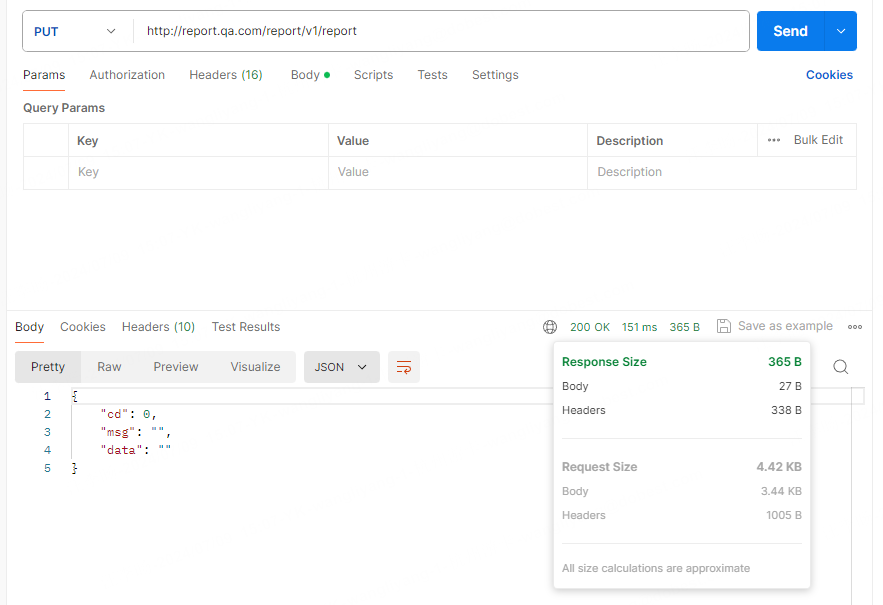 PUT http://report.qa.com/report/v1/report Send
Params Authorization Headers (16) Body Scripts Tests Settings Cookies
Query Params
Key Value Description ••• Bulk Edit
Key Value Description
Body Cookies Headers (10) Test Results 200 OK 151 ms 365 B Save as example
Pretty Raw Preview Visualize JSON
1 {
2 "cd": 0,
3 "msg": "",
4 "data": ""
5 }
Response Size 365 B
Body 27 B
Headers 338 B
Request Size 4.42 KB
Body 3.44 KB
Headers 1005 B
All size calculations are approximate